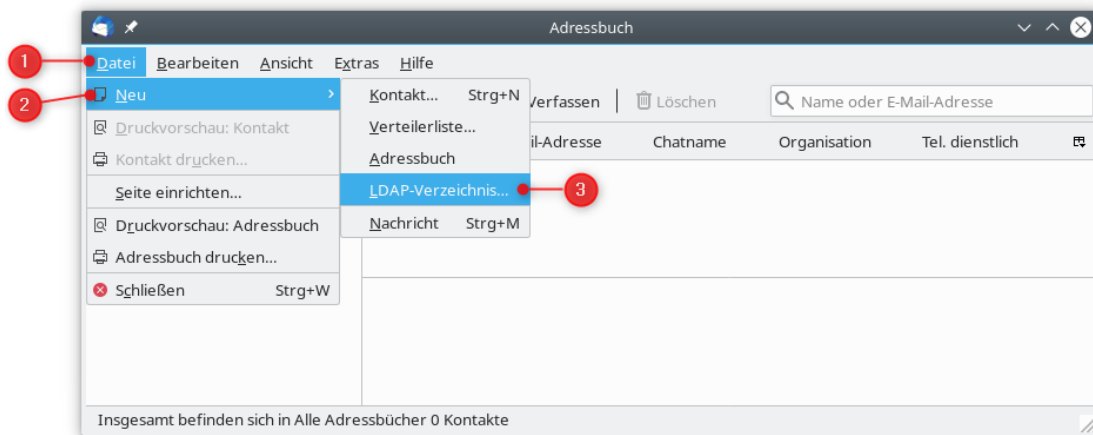 Adressbuch
1
Datei Bearbeiten Ansicht Extras Hilfe
2
Neu
Kontakt... Strg+N
Verfassen Löschen Name oder E-Mail-Adresse
Druckvorschau: Kontakt
Verteilerliste...
il-Adresse Chatname Organisation Tel. dienstlich
Kontakt drucken...
Adressbuch
Seite einrichten...
LDAP-Verzeichnis...
3
Druckvorschau: Adressbuch
Nachricht Strg+M
Adressbuch drucken...
Schließen Strg+W
Insgesamt befinden sich in Alle Adressbücher 0 Kontakte